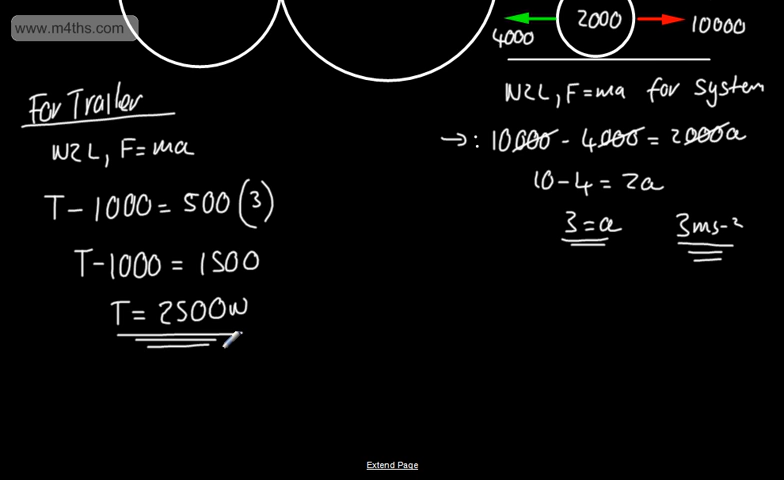 www.m4ths.com
4000
2000
10000
For Trailer
N2L, F=ma
T-1000=500(3)
T-1000 = 1500
T= 2500N
N2L, F=ma for system
→: 10000 - 4000 = 2000a
10-4=2a
3=a
3ms-²
Extend Page